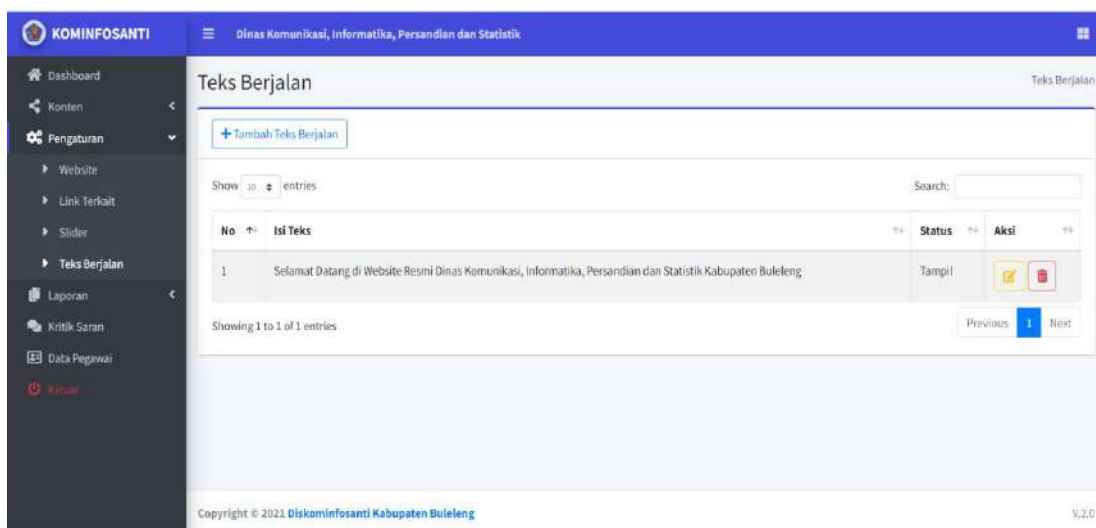 KOMINFOSANTI
Dinas Komunikasi, Informatika, Persandian dan Statistik
Dashboard
Konten
Pengaturan
Website
Link Terkait
Slider
Teks Berjalan
Laporan
Kritik Saran
Data Pegawai
Keluar
Teks Berjalan
Teks Berjalan
Tambah Teks Berjalan
Show 10 entries
Search:
No Isi Teks Status Aksi
1 Selamat Datang di Website Resmi Dinas Komunikasi, Informatika, Persandian dan Statistik Kabupaten Buleleng Tampil
Showing 1 to 1 of 1 entries
Previous 1 Next
Copyright © 2021 Diskominfosanti Kabupaten Buleleng
V.2.0